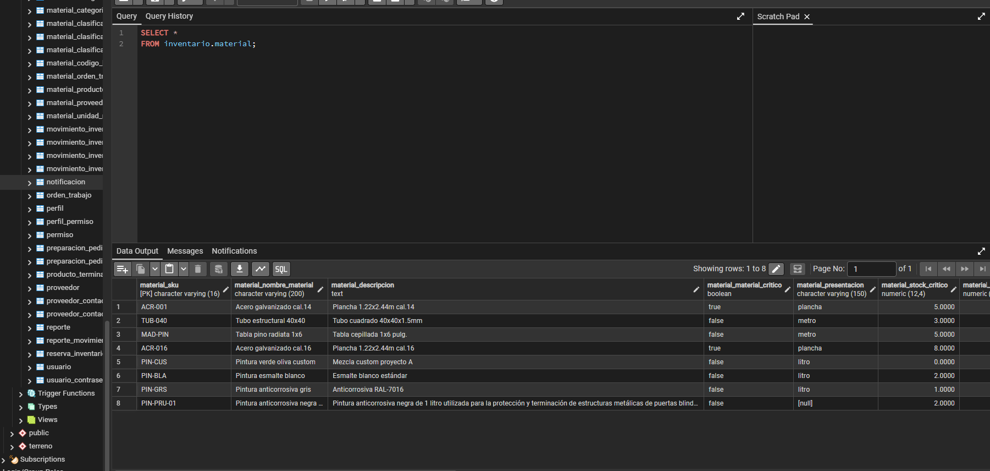 material_categori
material_clasifica
material_clasifica
material_clasifica
material_codigo_
material_orden_tr
material_product
material_proveed
material_unidad_
movimiento_inve
movimiento_inve
movimiento_inve
movimiento_inve
notificacion
orden_trabajo
perfil
perfil_permiso
permiso
preparacion_pedi
preparacion_pedi
producto_termina
proveedor
proveedor_conta
proveedor_conta
reporte
reporte_movimie
reserva_inventari
usuario
usuario_contrase
Trigger Functions
Types
Views
public
terreno
Subscriptions
Query Query History
Scratch Pad
1 SELECT *
2 FROM inventario.material;
Data Output Messages Notifications
SQL
Showing rows: 1 to 8 Page No: 1 of 1
material_sku material_nombre_material material_descripcion material_material_critico material_presentacion material_stock_critico material_
[PK] character varying (16) character varying (200) text boolean character varying (150) numeric (12,4) numeric (
1 ACR-001 Acero galvanizado cal.14 Plancha 1.22x2.44m cal.14 true plancha 5.0000
2 TUB-040 Tubo estructural 40x40 Tubo cuadrado 40x40x1.5mm false metro 3.0000
3 MAD-PIN Tabla pino radiata 1x6 Tabla cepillada 1x6 pulg. false metro 5.0000
4 ACR-016 Acero galvanizado cal.16 Plancha 1.22x2.44m cal.16 true plancha 8.0000
5 PIN-CUS Pintura verde oliva custom Mezcla custom proyecto A false litro 0.0000
6 PIN-BLA Pintura esmalte blanco Esmalte blanco estándar false litro 2.0000
7 PIN-GRS Pintura anticorrosiva gris Anticorrosiva RAL-7016 false litro 1.0000
8 PIN-PRU-01 Pintura anticorrosiva negra ... Pintura anticorrosiva negra de 1 litro utilizada para la protección y terminación de estructuras metálicas de puertas blind... false [null] 2.0000